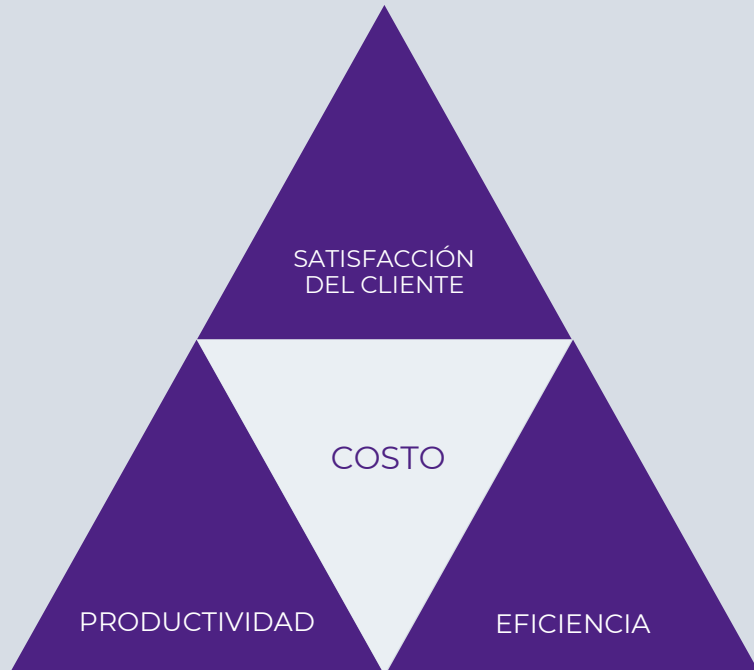 SATISFACCIÓN
DEL CLIENTE
COSTO
PRODUCTIVIDAD
EFICIENCIA